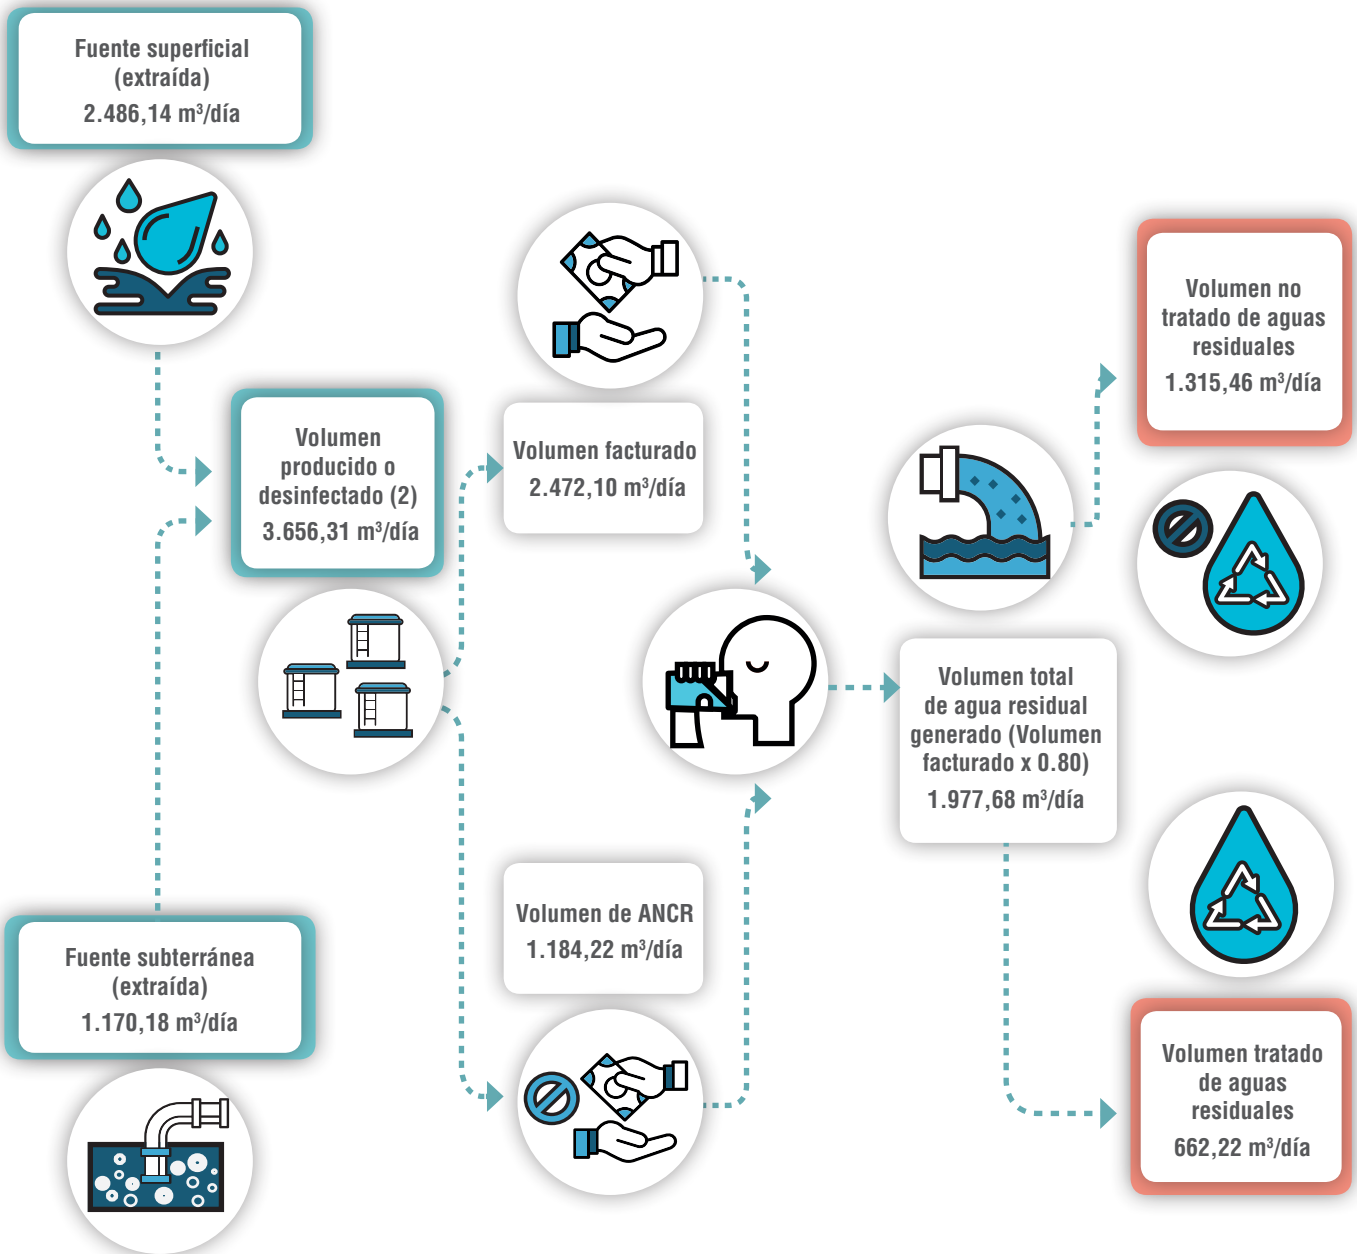 Fuente superficial
(extraída)
2.486,14 m³/día
Volumen
producido o
desinfectado (2)
3.656,31 m³/día
Fuente subterránea
(extraída)
1.170,18 m³/día
Volumen facturado
2.472,10 m³/día
Volumen de ANCR
1.184,22 m³/día
Volumen total
de agua residual
generado (Volumen
facturado x 0.80)
1.977,68 m³/día
Volumen no
tratado de aguas
residuales
1.315,46 m³/día
Volumen tratado
de aguas
residuales
662,22 m³/día